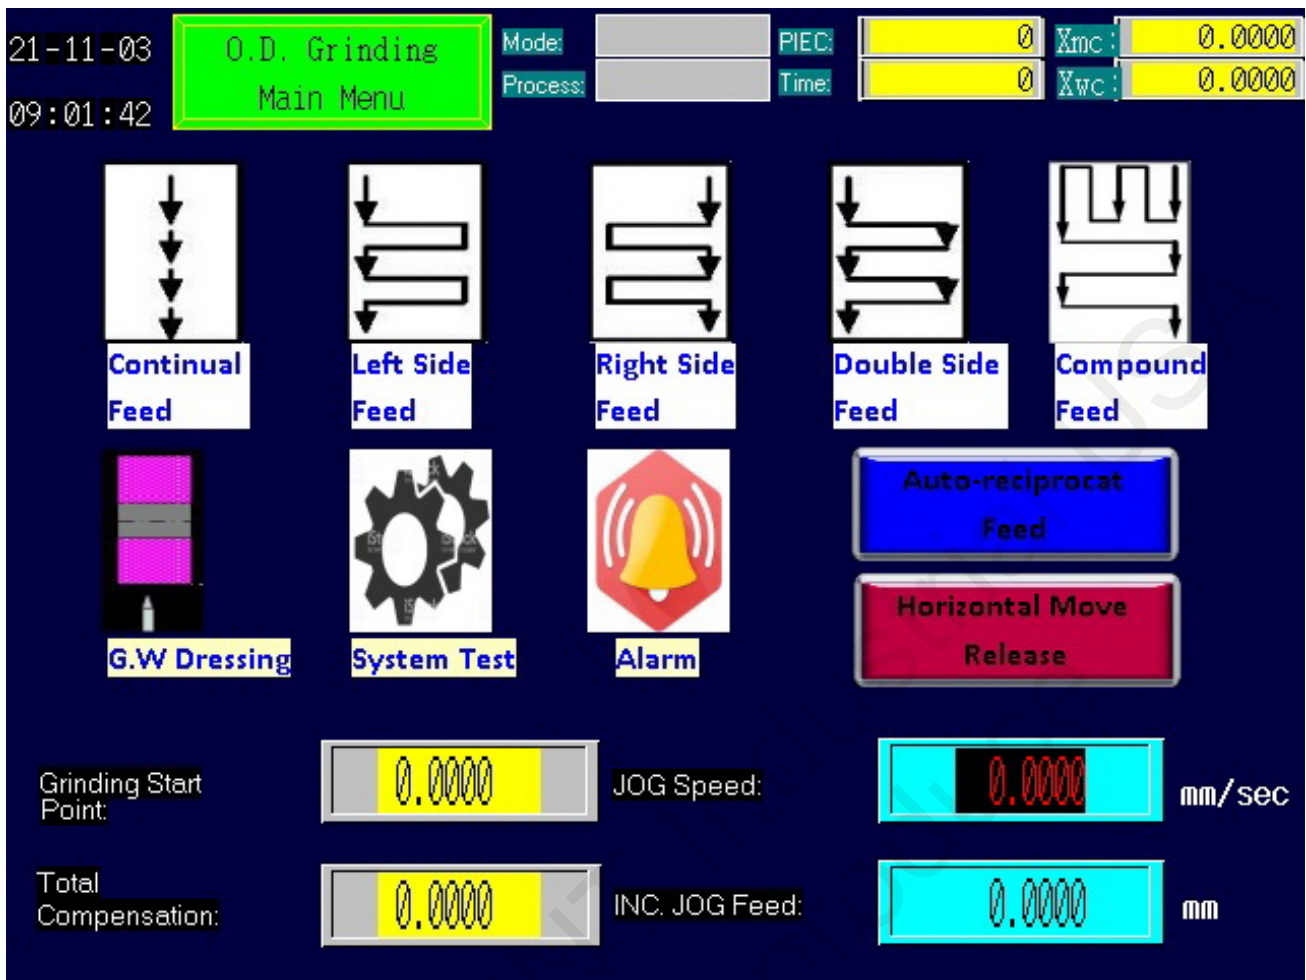 21-11-03
09:01:42
O.D. Grinding
Main Menu
Mode:
Process:
PIEC: 0
Time: 0
Xmc: 0.0000
Xwc: 0.0000
Continual
Feed
Left Side
Feed
Right Side
Feed
Double Side
Feed
Compound
Feed
G.W Dressing
System Test
Alarm
Auto-reciprocat
Feed
Horizontal Move
Release
Grinding Start
Point:
0.0000
JOG Speed:
0.0000
mm/sec
Total
Compensation:
0.0000
INC. JOG Feed:
0.0000
mm